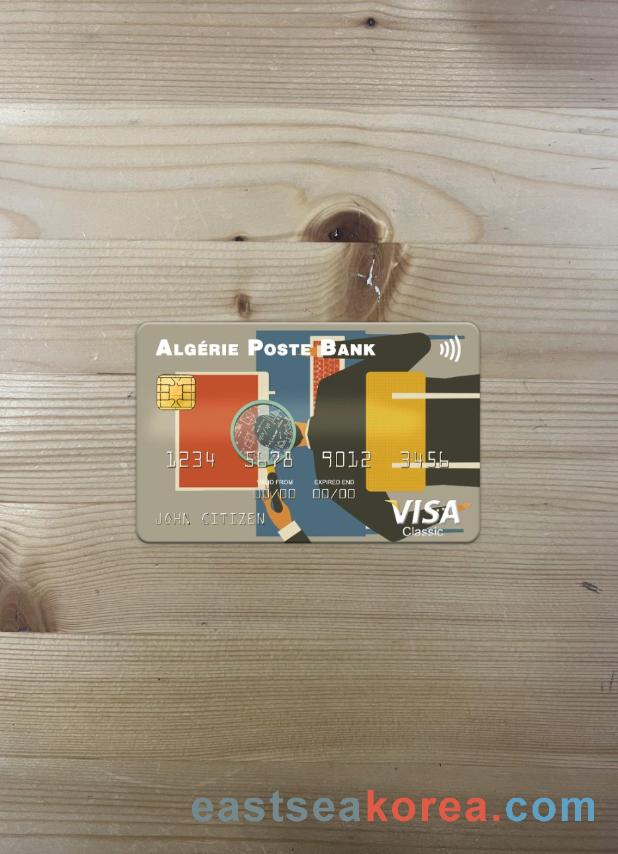 ALGÉRIE POSTE BANK
1234 5678 9012 3456
VALID FROM EXPIRED END
00/00 00/00
JOHN CITIZEN
VISA
Classic
eastseakorea.com